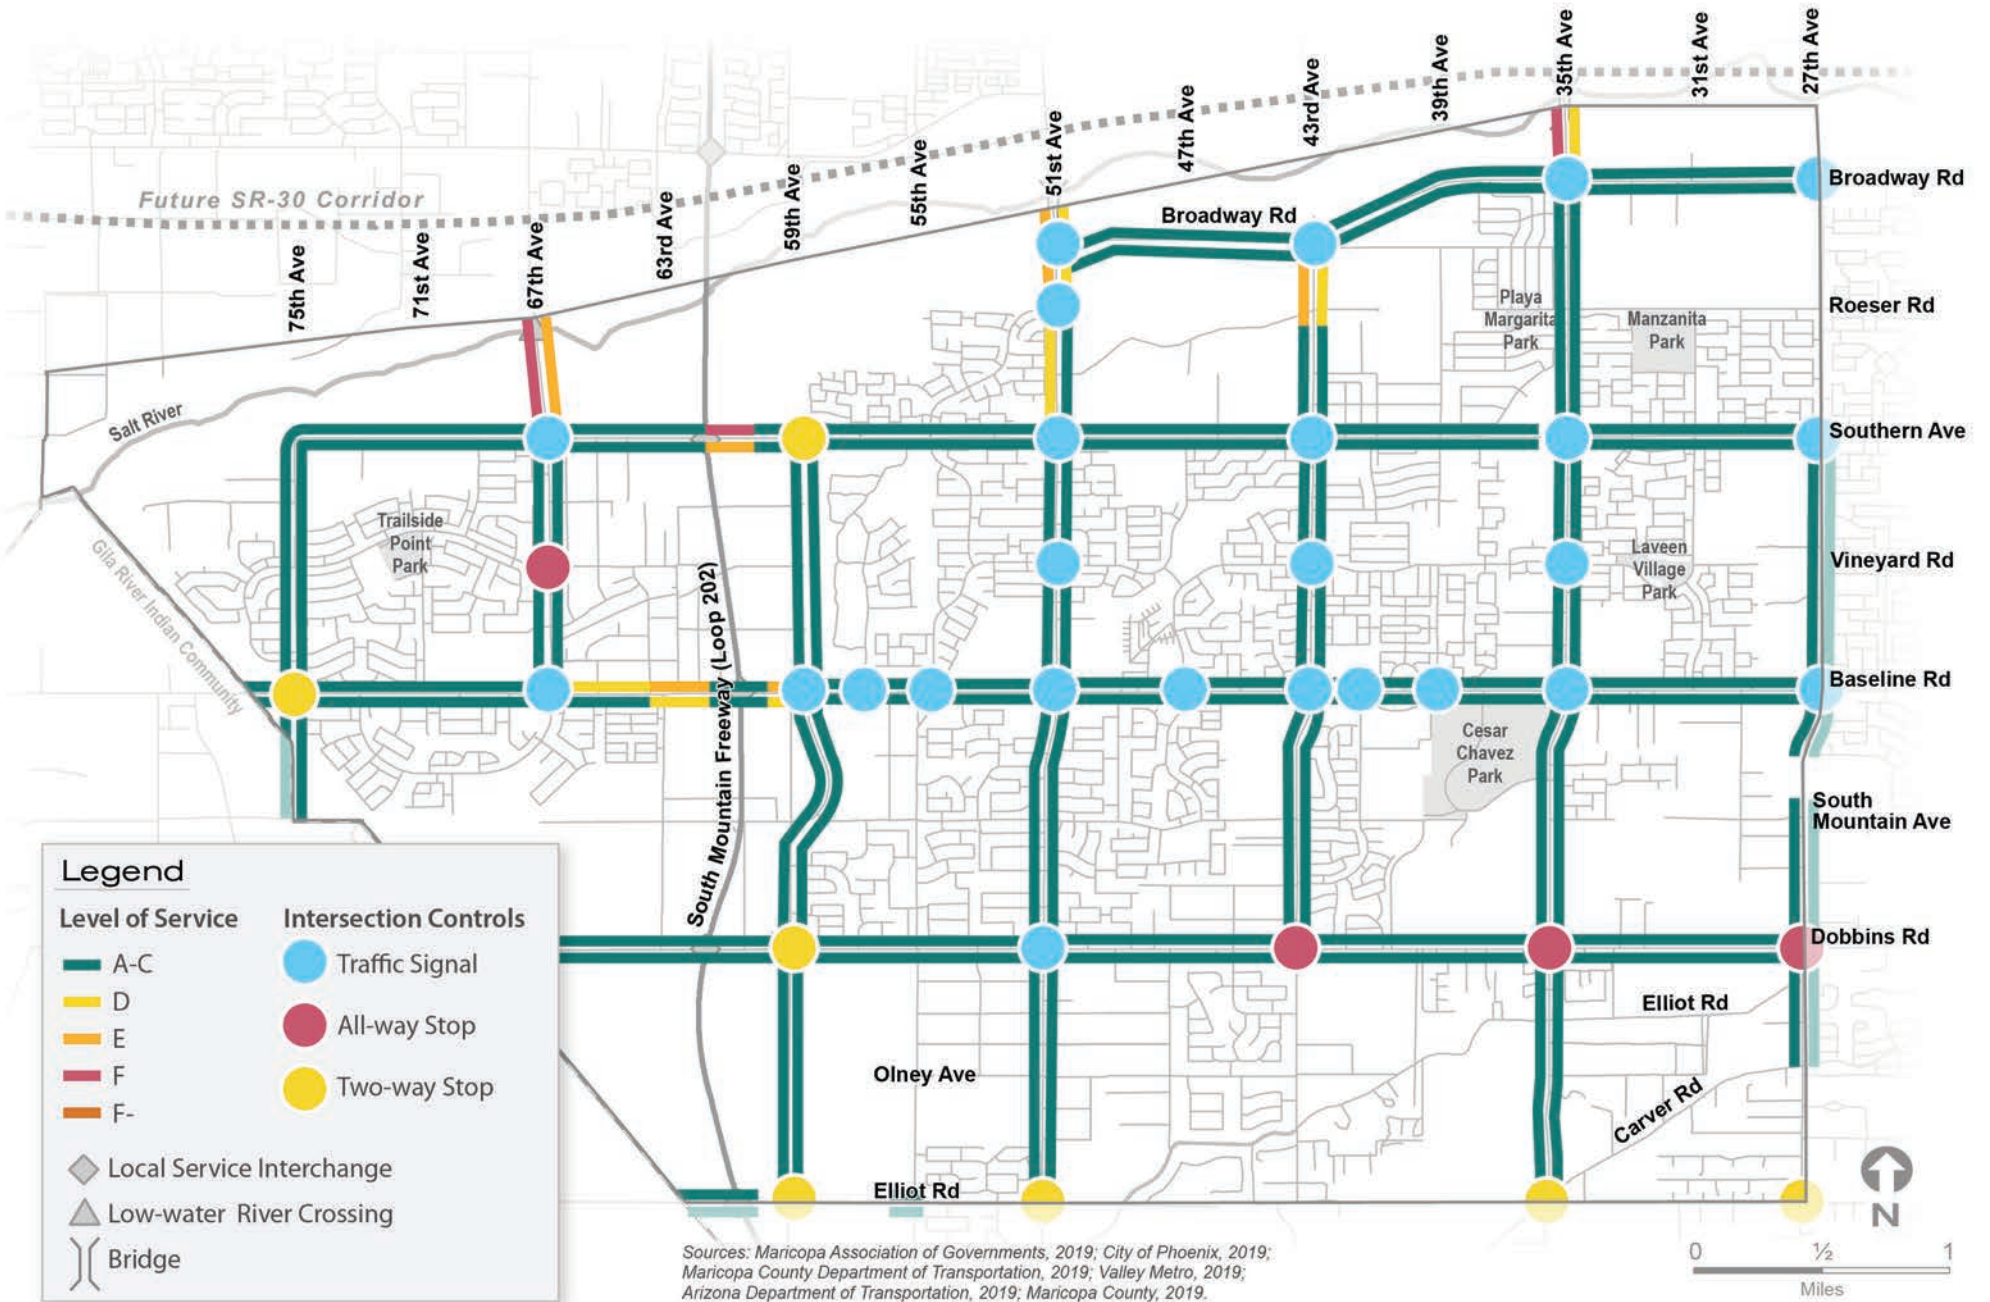 27th Ave
31st Ave
35th Ave
39th Ave
43rd Ave
47th Ave
51st Ave
55th Ave
59th Ave
63rd Ave
67th Ave
71st Ave
75th Ave
Future SR-30 Corridor
Broadway Rd
Broadway Rd
Roeser Rd
Playa
Margarita
Park
Manzanita
Park
Salt River
Southern Ave
Trailside
Point
Park
Gila River Indian Community
South Mountain Freeway (Loop 202)
Laveen
Village
Park
Vineyard Rd
Baseline Rd
Cesar
Chavez
Park
South
Mountain Ave
Dobbins Rd
Elliot Rd
Olney Ave
Carver Rd
Elliot Rd
Legend
Level of Service
A-C
D
E
F
F-
Intersection Controls
Traffic Signal
All-way Stop
Two-way Stop
Local Service Interchange
Low-water River Crossing
Bridge
N
0 ½ 1
Miles
Sources: Maricopa Association of Governments, 2019; City of Phoenix, 2019;
Maricopa County Department of Transportation, 2019; Valley Metro, 2019;
Arizona Department of Transportation, 2019; Maricopa County, 2019.